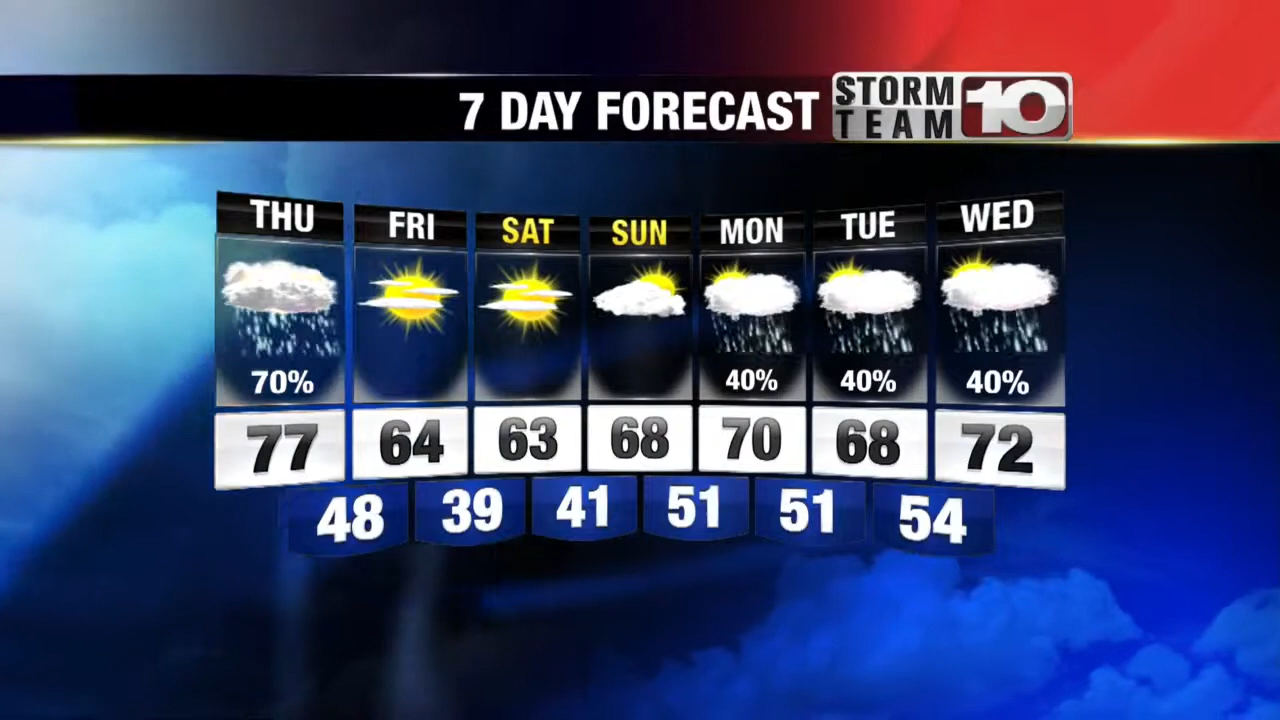 7 DAY FORECAST STORM TEAM 10
THU FRI SAT SUN MON TUE WED
70% 40% 40% 40%
77 64 63 68 70 68 72
48 39 41 51 51 54